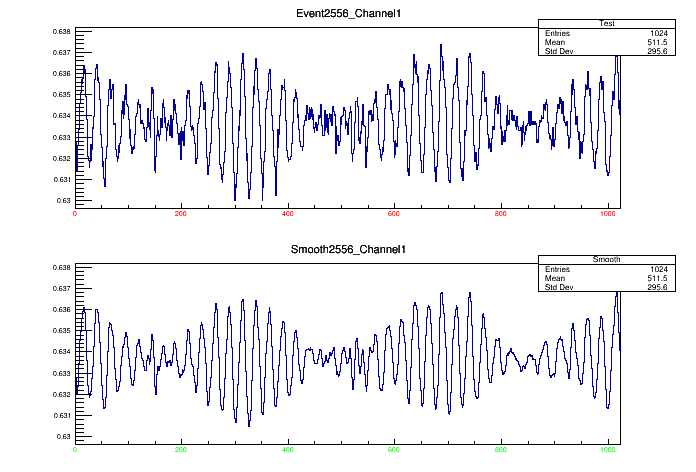 Event2556_Channel1
Test
Entries 1024
Mean 511.5
Std Dev 295.6
0.638
0.637
0.636
0.635
0.634
0.633
0.632
0.631
0.63
0 200 400 600 800 1000
Smooth2556_Channel1
Smooth
Entries 1024
Mean 511.5
Std Dev 295.6
0.638
0.637
0.636
0.635
0.634
0.633
0.632
0.631
0.63
0 200 400 600 800 1000